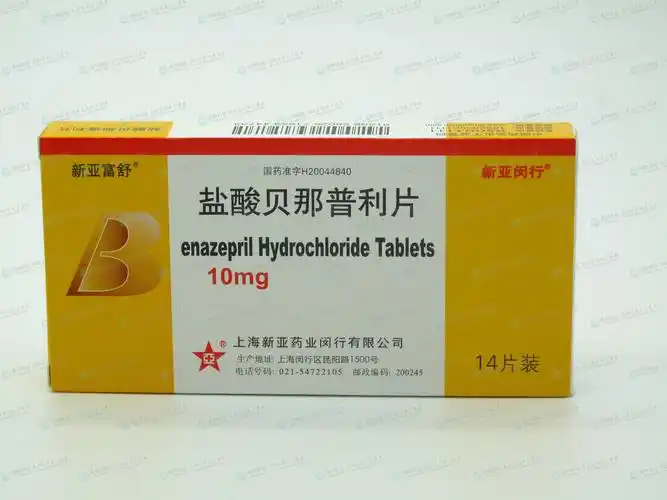 新亚富舒®
国药准字H20044840
新亚闵行®
盐酸贝那普利片
B
enazepril Hydrochloride Tablets
10mg
®
上海新亚药业闵行有限公司
生产地址: 上海闵行区昆阳路1500号
电话号码: 021-54722105 邮政编码: 200245
14片装